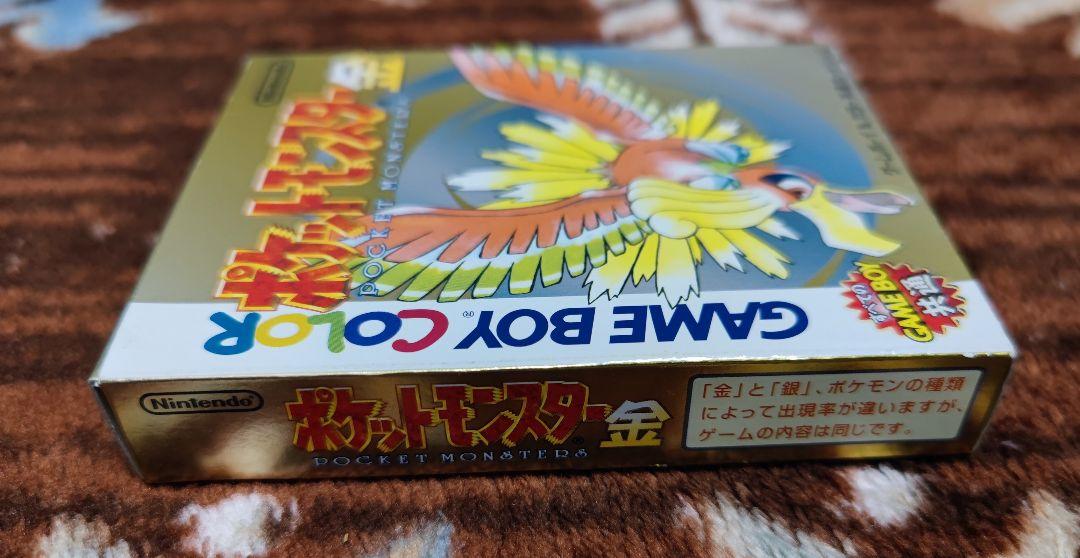 Nintendo
ポケットモンスター金
POCKET MONSTERS
GAME BOY COLOR
GAME BOY
共通
Nintendo
ポケットモンスター金
POCKET MONSTERS
「金」と「銀」、ポケモンの種類
によって出現率が違いますが、
ゲームの内容は同じです。